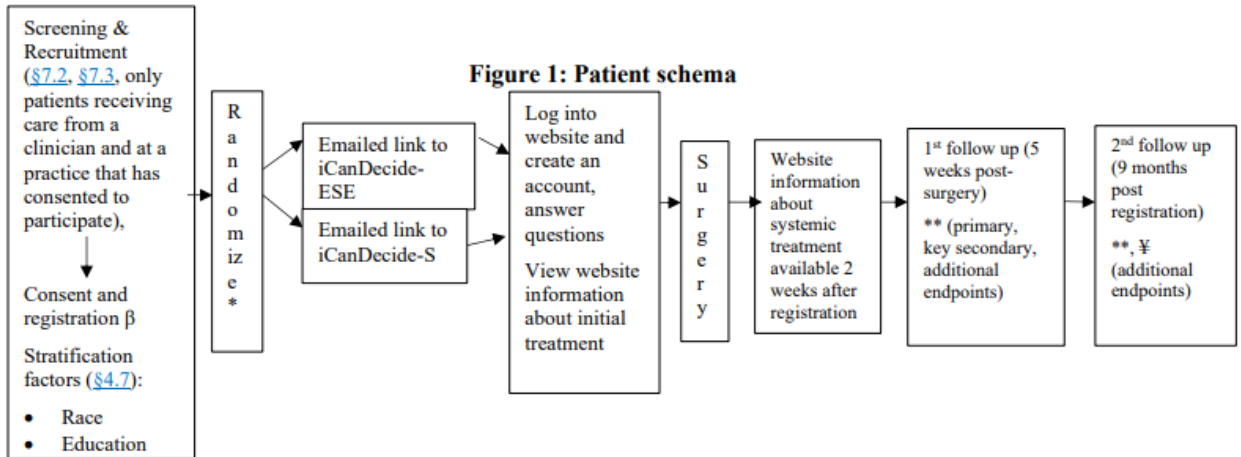 Figure 1: Patient schema
Screening &
Recruitment
(§7.2, §7.3, only
patients receiving
care from a
clinician and at a
practice that has
consented to
participate),
Consent and
registration β
Stratification
factors (§4.7):
• Race
• Education
R
a
n
d
o
m
iz
e
*
Emailed link to
iCanDecide-
ESE
Emailed link to
iCanDecide-S
Log into
website and
create an
account,
answer
questions
View website
information
about initial
treatment
S
u
r
g
e
r
y
Website
information
about
systemic
treatment
available 2
weeks after
registration
1st follow up (5
weeks post-
surgery)
** (primary,
key secondary,
additional
endpoints)
2nd follow up
(9 months
post
registration)
**, ¥
(additional
endpoints)